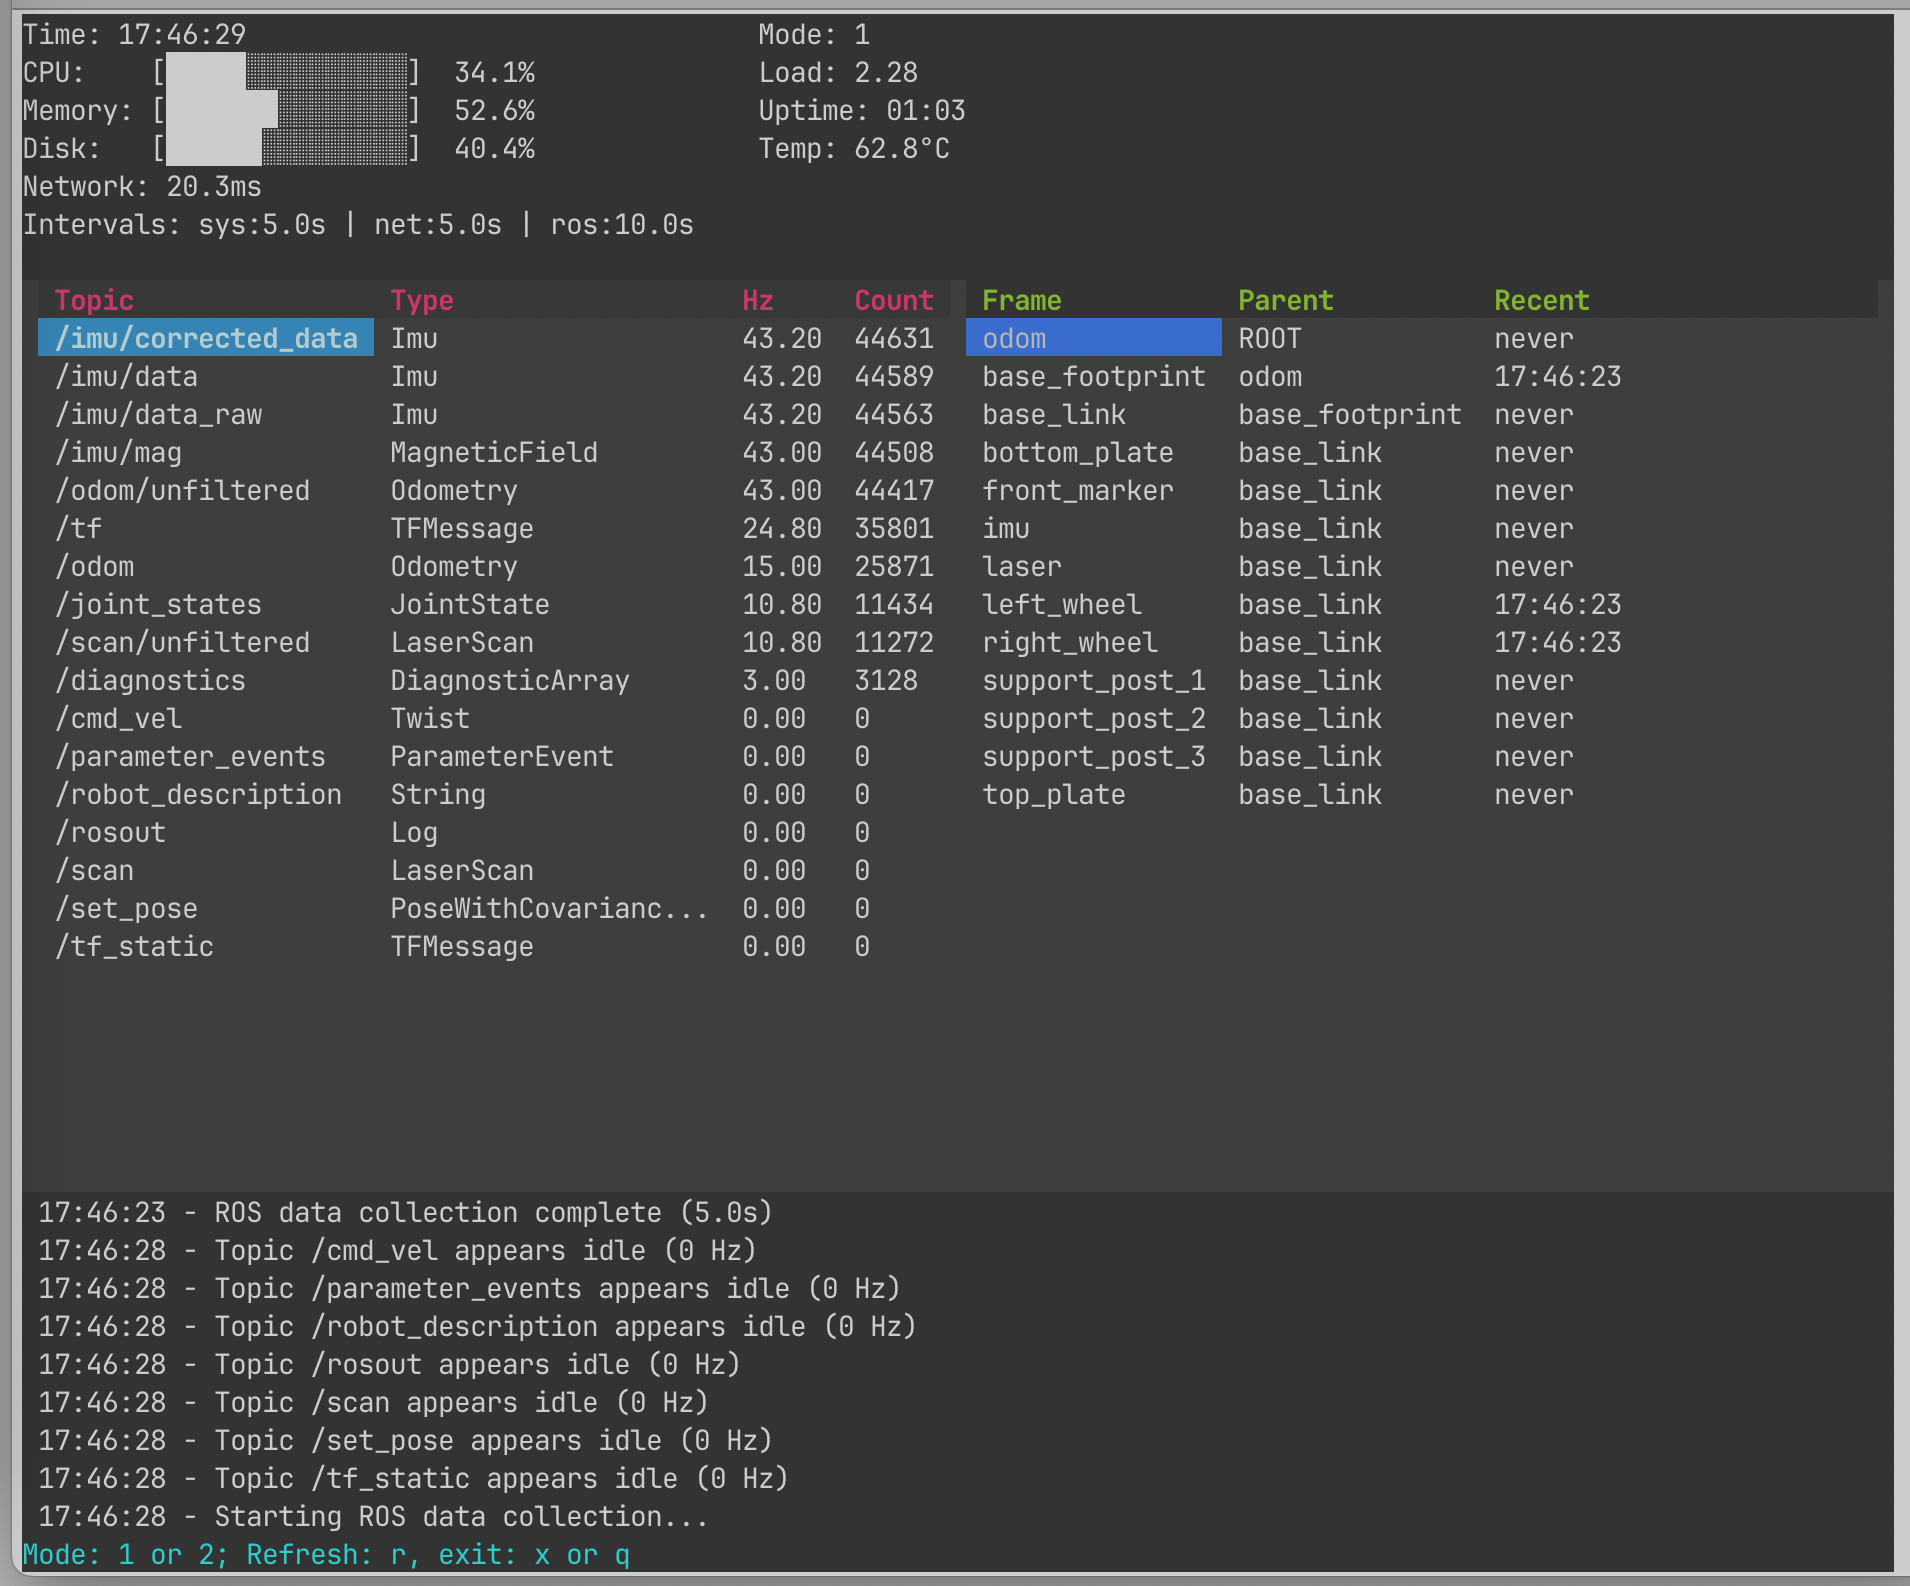 Time: 17:46:29 Mode: 1
CPU: [ ] 34.1% Load: 2.28
Memory: [ ] 52.6% Uptime: 01:03
Disk: [ ] 40.4% Temp: 62.8°C
Network: 20.3ms
Intervals: sys:5.0s | net:5.0s | ros:10.0s
Topic Type Hz Count Frame Parent Recent
/imu/corrected_data Imu 43.20 44631 odom ROOT never
/imu/data Imu 43.20 44589 base_footprint odom 17:46:23
/imu/data_raw Imu 43.20 44563 base_link base_footprint never
/imu/mag MagneticField 43.00 44508 bottom_plate base_link never
/odom/unfiltered Odometry 43.00 44417 front_marker base_link never
/tf TFMessage 24.80 35801 imu base_link never
/odom Odometry 15.00 25871 laser base_link never
/joint_states JointState 10.80 11434 left_wheel base_link 17:46:23
/scan/unfiltered LaserScan 10.80 11272 right_wheel base_link 17:46:23
/diagnostics DiagnosticArray 3.00 3128 support_post_1 base_link never
/cmd_vel Twist 0.00 0 support_post_2 base_link never
/parameter_events ParameterEvent 0.00 0 support_post_3 base_link never
/robot_description String 0.00 0 top_plate base_link never
/rosout Log 0.00 0
/scan LaserScan 0.00 0
/set_pose PoseWithCovarianc... 0.00 0
/tf_static TFMessage 0.00 0
17:46:23 - ROS data collection complete (5.0s)
17:46:28 - Topic /cmd_vel appears idle (0 Hz)
17:46:28 - Topic /parameter_events appears idle (0 Hz)
17:46:28 - Topic /robot_description appears idle (0 Hz)
17:46:28 - Topic /rosout appears idle (0 Hz)
17:46:28 - Topic /scan appears idle (0 Hz)
17:46:28 - Topic /set_pose appears idle (0 Hz)
17:46:28 - Topic /tf_static appears idle (0 Hz)
17:46:28 - Starting ROS data collection...
Mode: 1 or 2; Refresh: r, exit: x or q